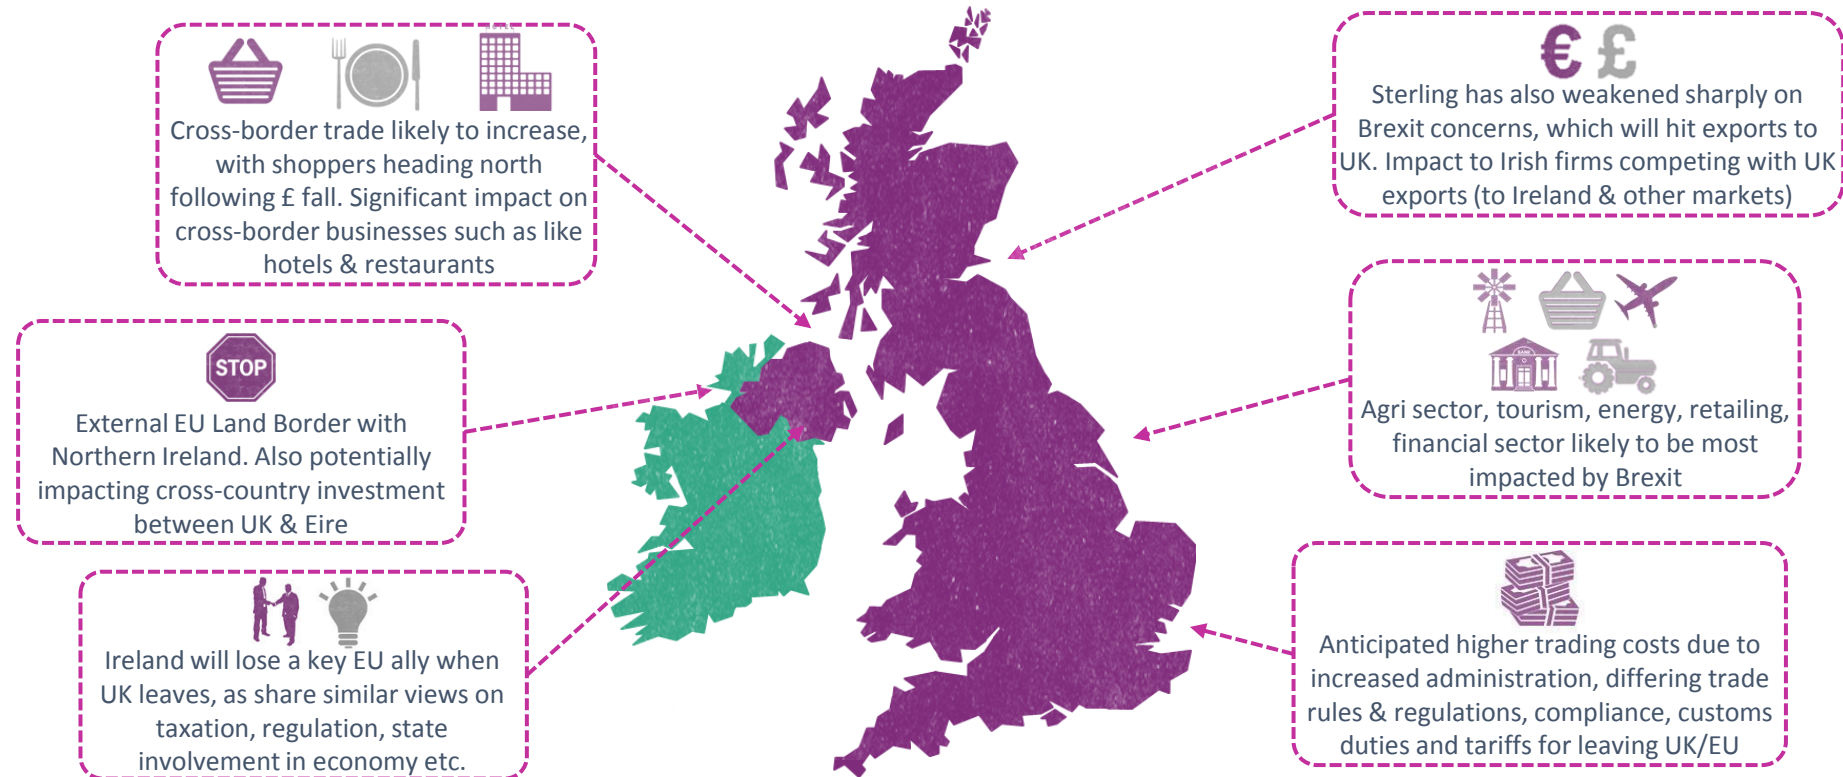 HOTEL
Cross-border trade likely to increase,
with shoppers heading north
following £ fall. Significant impact on
cross-border businesses such as like
hotels & restaurants
STOP
External EU Land Border with
Northern Ireland. Also potentially
impacting cross-country investment
between UK & Eire
Ireland will lose a key EU ally when
UK leaves, as share similar views on
taxation, regulation, state
involvement in economy etc.
€ £
Sterling has also weakened sharply on
Brexit concerns, which will hit exports to
UK. Impact to Irish firms competing with UK
exports (to Ireland & other markets)
BANK
Agri sector, tourism, energy, retailing,
financial sector likely to be most
impacted by Brexit
Anticipated higher trading costs due to
increased administration, differing trade
rules & regulations, compliance, customs
duties and tariffs for leaving UK/EU